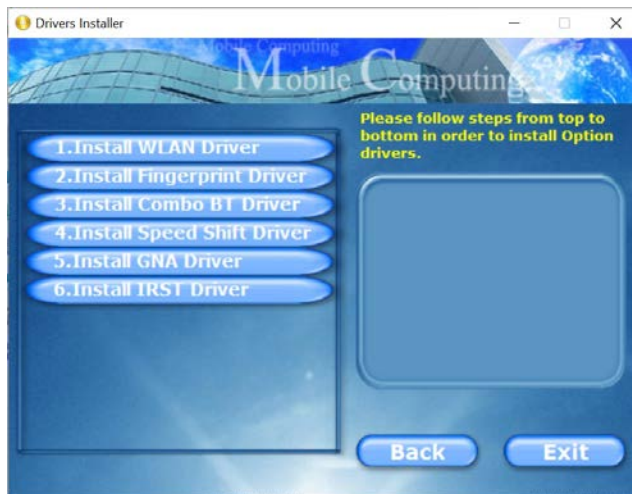 Drivers Installer
Mobile Computing
Mobile Computing
Please follow steps from top to
bottom in order to install Option
drivers.
1.Install WLAN Driver
2.Install Fingerprint Driver
3.Install Combo BT Driver
4.Install Speed Shift Driver
5.Install GNA Driver
6.Install IRST Driver
Back
Exit